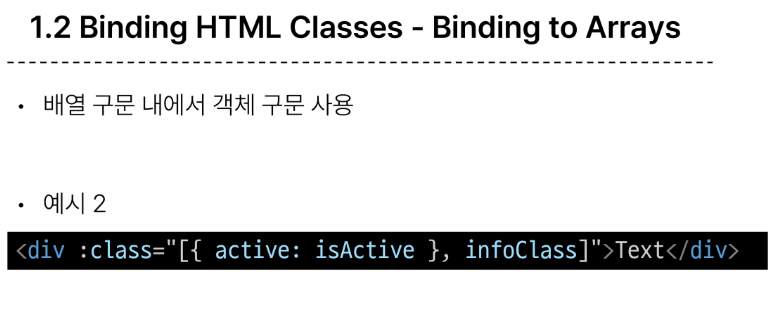 1.2 Binding HTML Classes - Binding to Arrays
• 배열 구문 내에서 객체 구문 사용
• 예시 2
<div :class="[{ active: isActive }, infoClass]">Text</div>